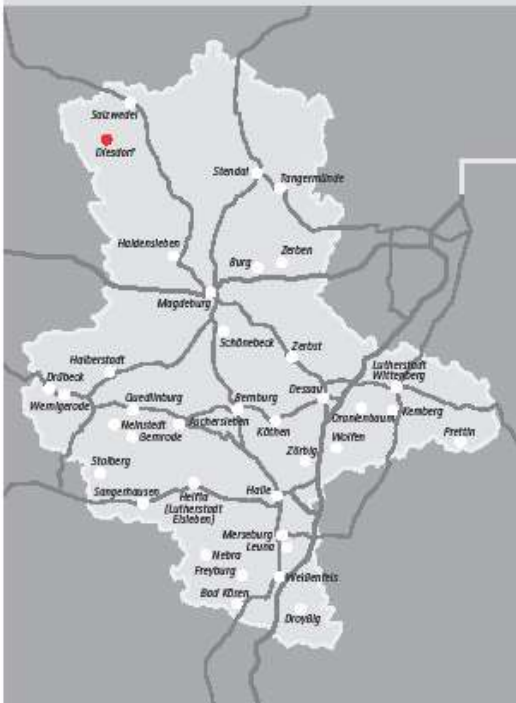 Salzwedel
Diesdorf
Stendal
Tangermünde
Haldensleben
Burg
Zerben
Magdeburg
Schönebeck
Zerbst
Halberstadt
Drübeck
Wernigerode
Quedlinburg
Bernburg
Dessau
Lutherstadt
Wittenberg
Neinstedt
Gernrode
Aschersleben
Köthen
Oranienbaum
Kemberg
Wolfen
Zörbig
Prettin
Stolberg
Sangerhausen
Helfta
(Lutherstadt
Eisleben)
Halle
Merseburg
Leuna
Nebra
Freyburg
Weißenfels
Bad Kösen
Droyßig